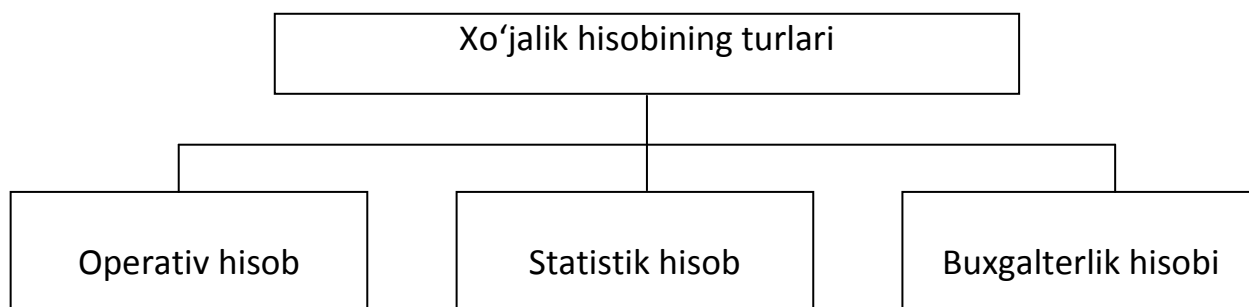 Xo‘jalik hisobining turlari
Operativ hisob
Statistik hisob
Buxgalterlik hisobi